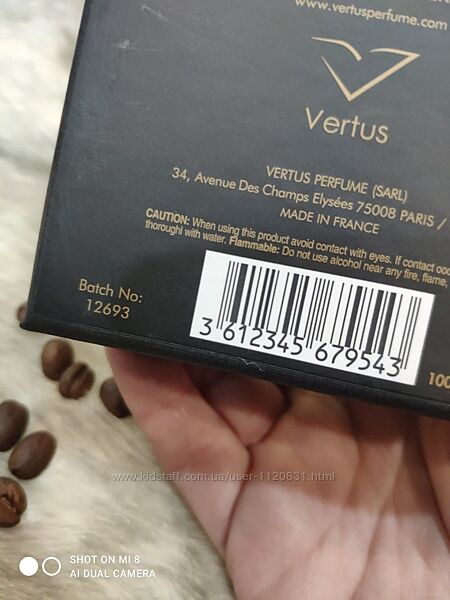 www.vertusperfume.com
Vertus
VERTUS PERFUME (SARL)
34, Avenue Des Champs Elysées 75008 PARIS /
MADE IN FRANCE
CAUTION: When using this product avoid contact with eyes. If contact
thoroughl with water. Flammable: Do not use alcohol near any fire, flame,
Batch No:
12693
3 612345 679543
100
www.kidstaff.com.ua/user-1120631.html
SHOT ON MI 8
AI DUAL CAMERA